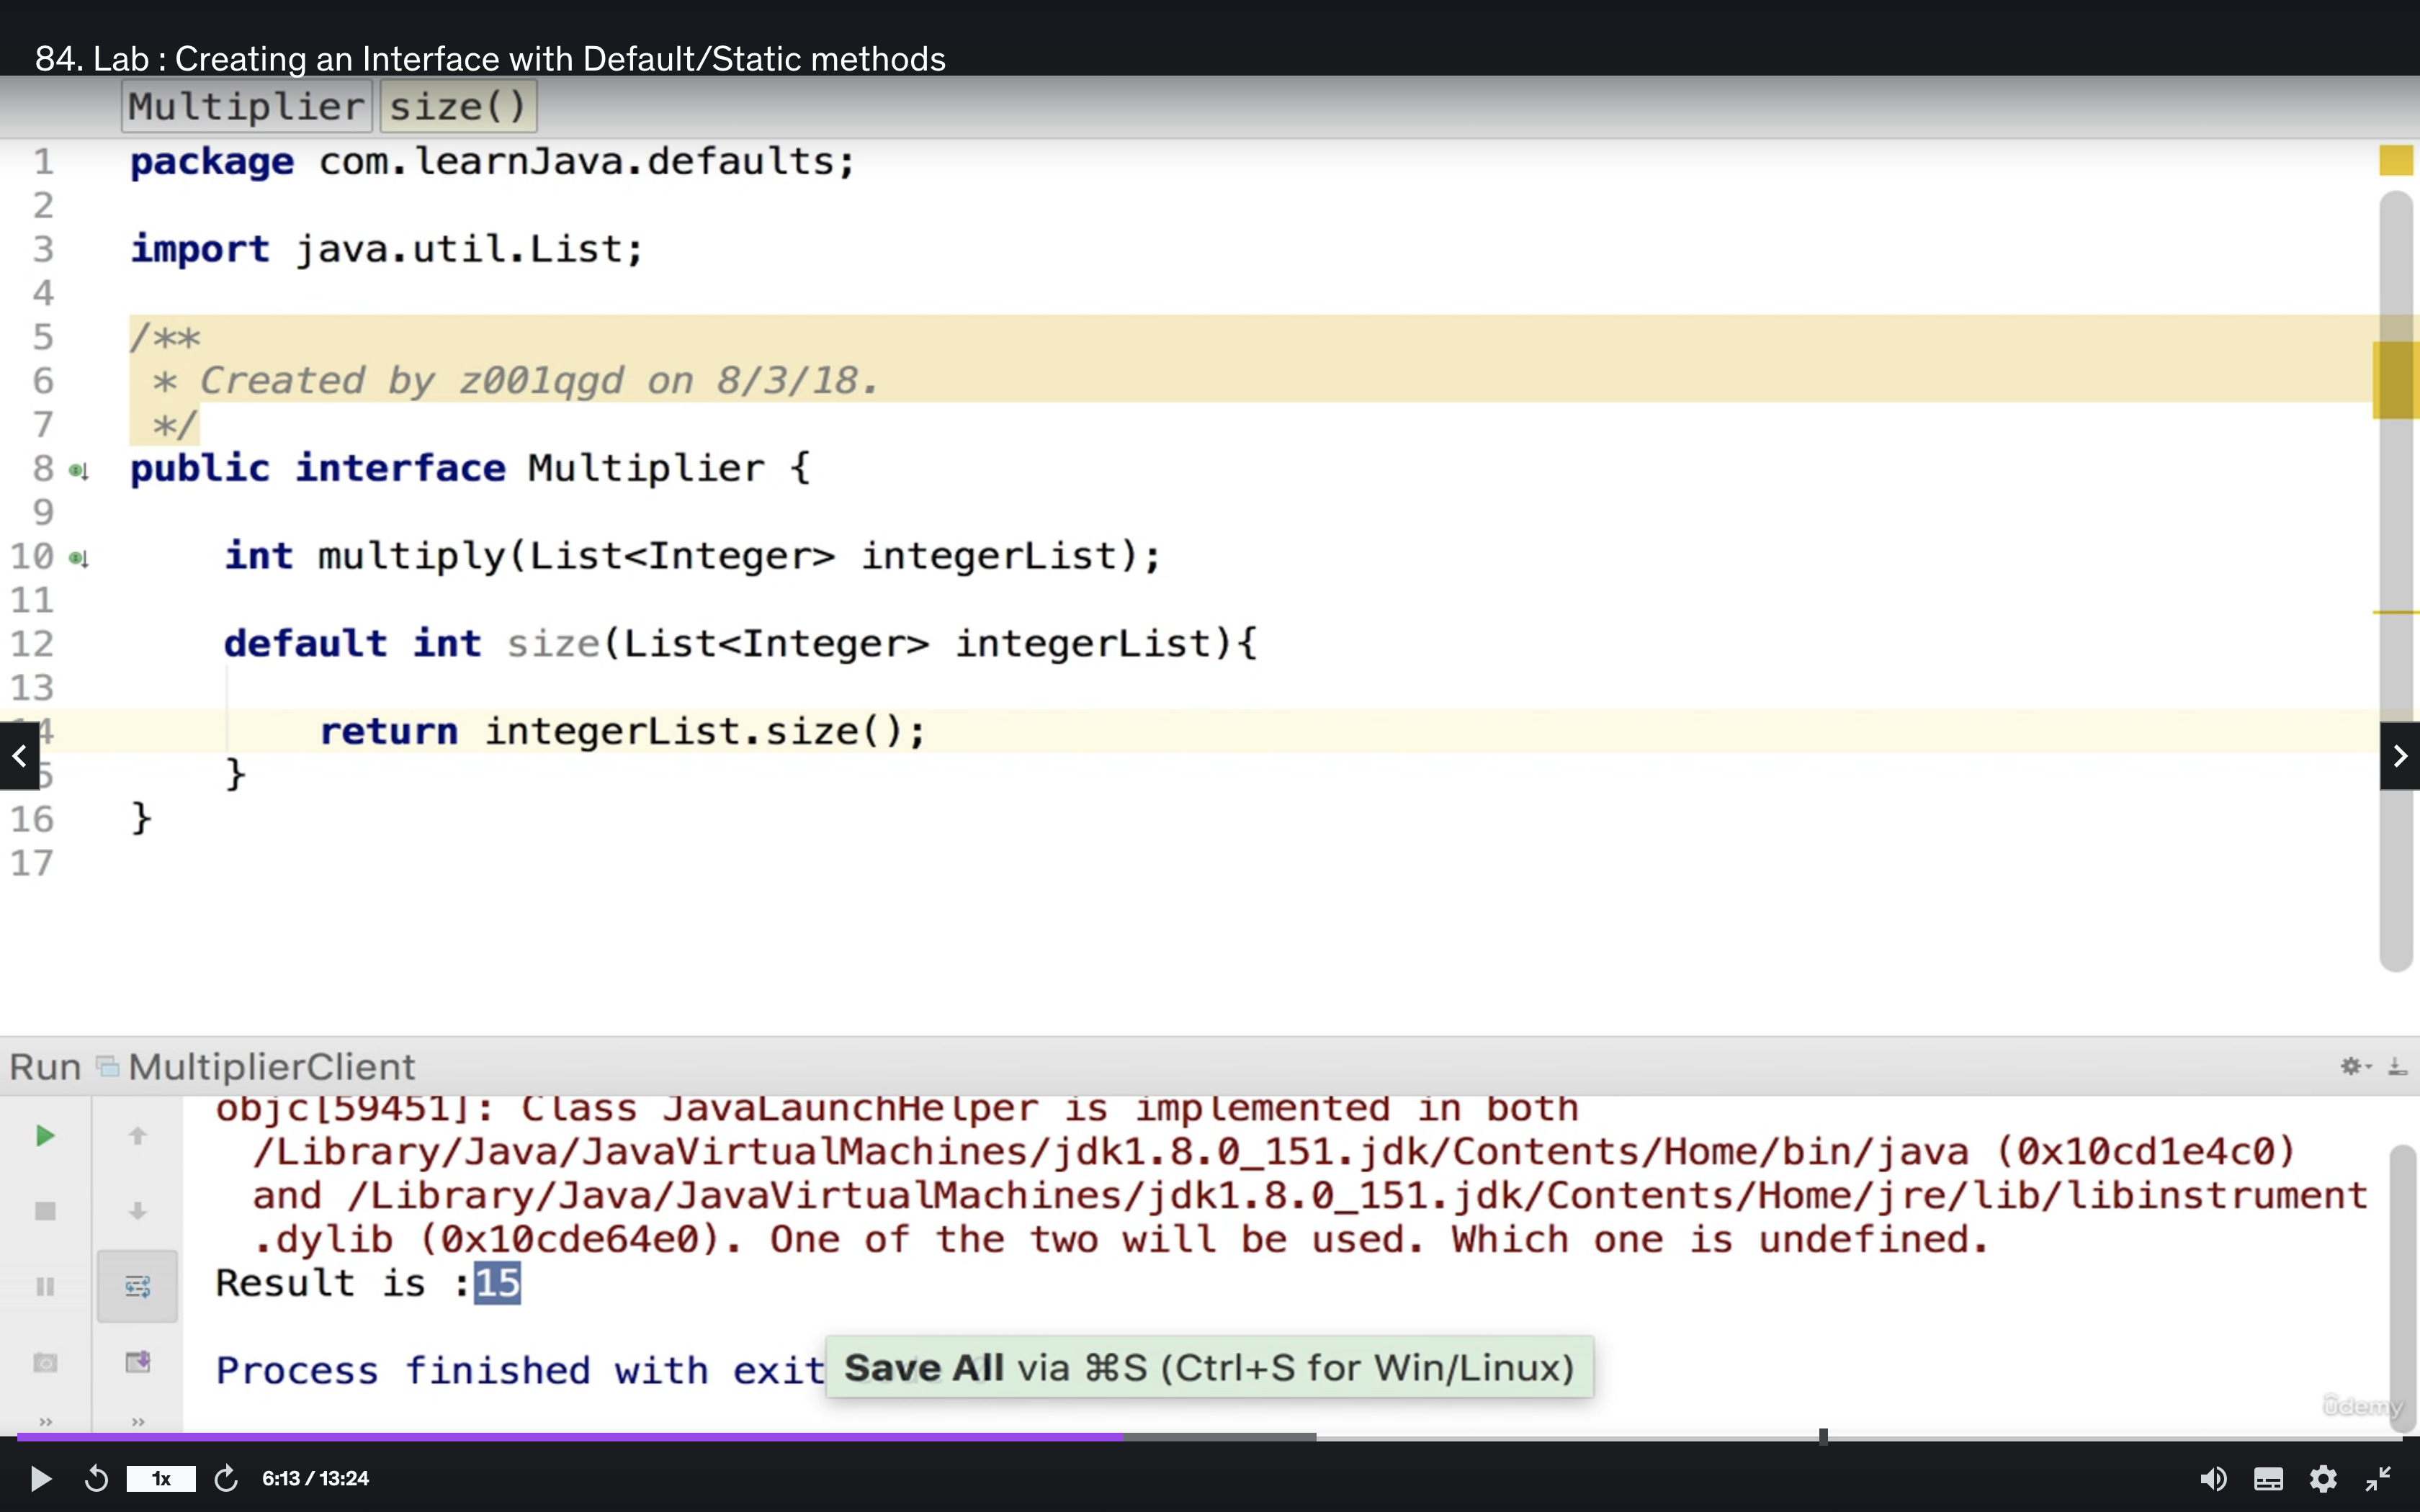 84. Lab : Creating an Interface with Default/Static methods
Multiplier size()
1 package com.learnJava.defaults;
2
3 import java.util.List;
4
5 /**
6 * Created by z001qgd on 8/3/18.
7 */
8 public interface Multiplier {
9
10 int multiply(List<Integer> integerList);
11
12 default int size(List<Integer> integerList){
13
4 return integerList.size();
5 }
16 }
17
Run MultiplierClient
objc[59451]: Class JavaLaunchHelper is implemented in both
/Library/Java/JavaVirtualMachines/jdk1.8.0_151.jdk/Contents/Home/bin/java (0x10cd1e4c0)
and /Library/Java/JavaVirtualMachines/jdk1.8.0_151.jdk/Contents/Home/jre/lib/libinstrument
.dylib (0x10cde64e0). One of the two will be used. Which one is undefined.
Result is :15
Process finished with exit
Save All via ⌘S (Ctrl+S for Win/Linux)
ûdemy
1x 6:13 / 13:24